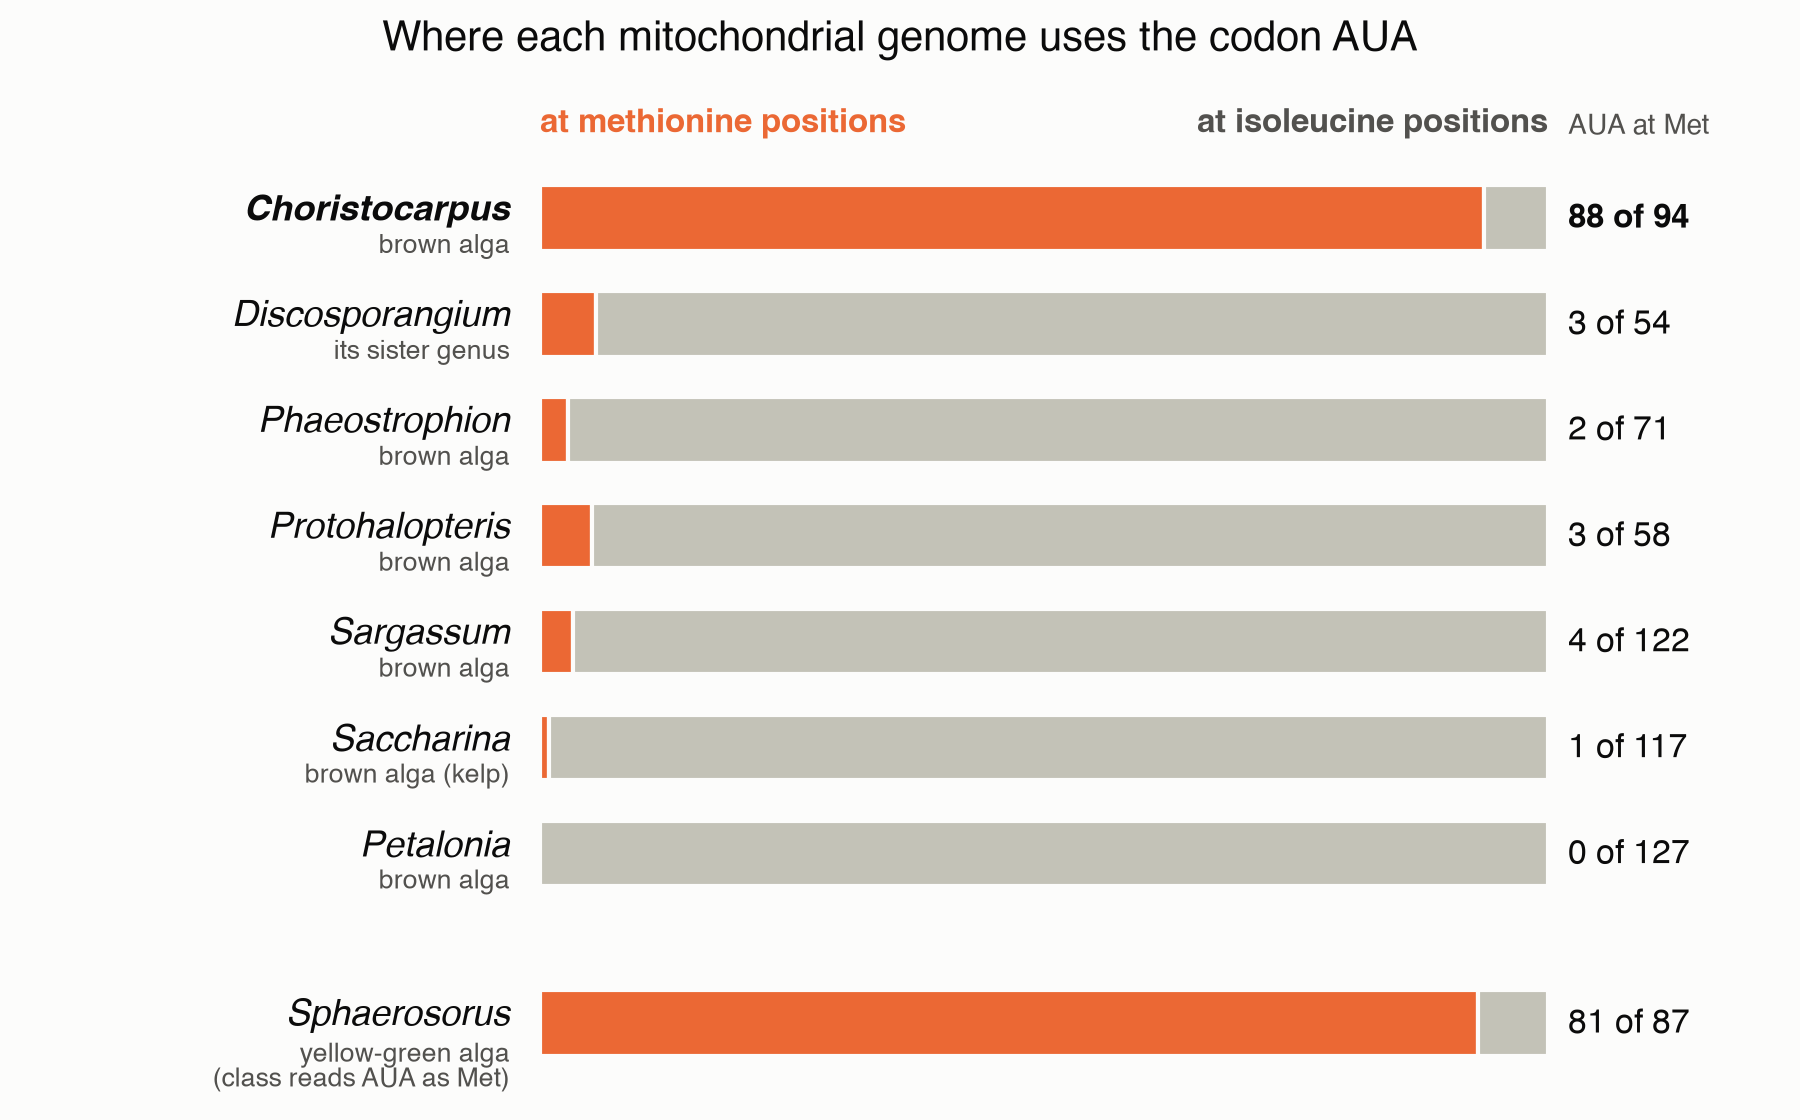 Where each mitochondrial genome uses the codon AUA
at methionine positions
at isoleucine positions
AUA at Met
Choristocarpus
brown alga
88 of 94
Discosporangium
its sister genus
3 of 54
Phaeostrophion
brown alga
2 of 71
Protohalopteris
brown alga
3 of 58
Sargassum
brown alga
4 of 122
Saccharina
brown alga (kelp)
1 of 117
Petalonia
brown alga
0 of 127
Sphaerosorus
yellow-green alga
(class reads AUA as Met)
81 of 87